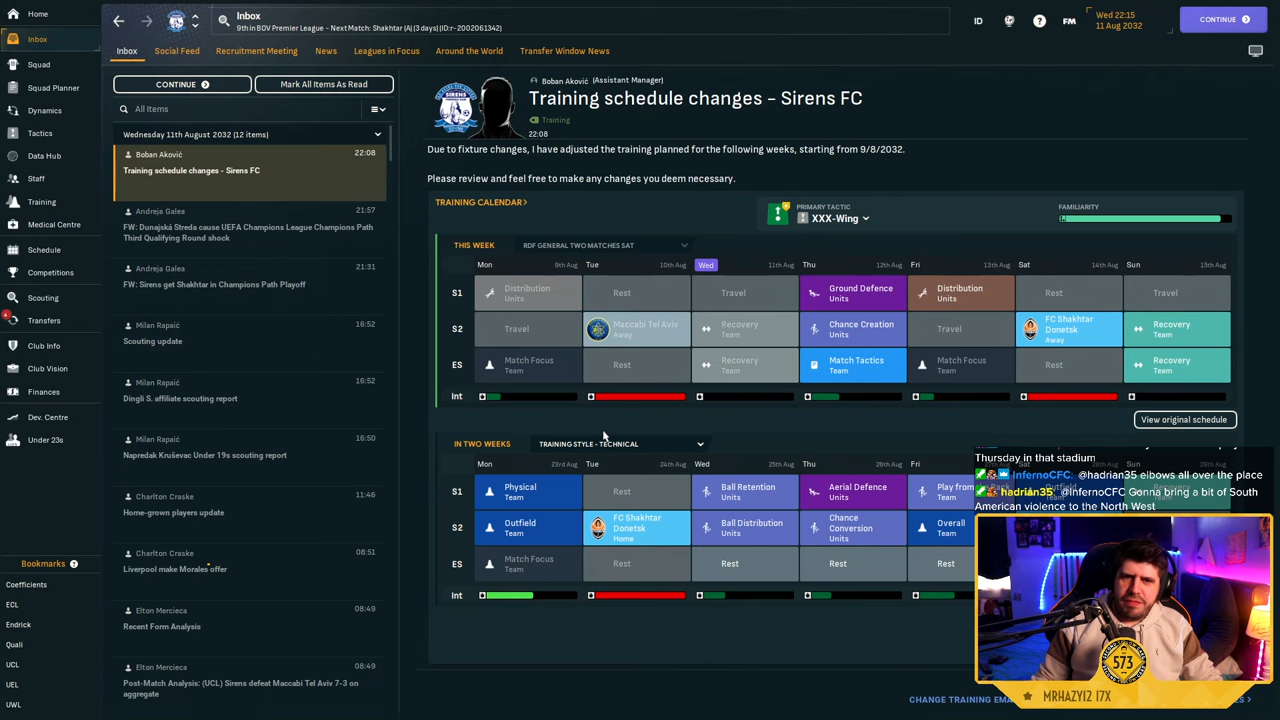 Home
Inbox
Squad
Squad Planner
Dynamics
Tactics
Data Hub
Staff
Training
Medical Centre
Schedule
Competitions
Scouting
Transfers
Club Info
Club Vision
Finances
Dev. Centre
Under 23s
Bookmarks ?
Coefficients
ECL
Endrick
Quali
UCL
UEL
UWL
Inbox
9th in BOV Premier League - Next Match: Shakhtar (A) (3 days) (ID:r-2002061342)
ID
?
FM
Wed 22:15
11 Aug 2032
CONTINUE
Inbox
Social Feed
Recruitment Meeting
News
Leagues in Focus
Around the World
Transfer Window News
CONTINUE
Mark All Items As Read
All Items
Wednesday 11th August 2032 (12 items)
Boban Aković
22:08
Training schedule changes - Sirens FC
Andreja Galea
21:57
FW: Dunajská Streda cause UEFA Champions League Champions Path
Third Qualifying Round shock
Andreja Galea
21:31
FW: Sirens get Shakhtar in Champions Path Playoff
Milan Rapaić
16:52
Scouting update
Milan Rapaić
16:52
Dingli S. affiliate scouting report
Milan Rapaić
16:50
Napredak Kruševac Under 19s scouting report
Charlton Craske
11:46
Home-grown players update
Charlton Craske
08:51
Liverpool make Morales offer
Elton Mercieca
08:49
Recent Form Analysis
Elton Mercieca
08:49
Post-Match Analysis: (UCL) Sirens defeat Maccabi Tel Aviv 7-3 on
aggregate
SIRENS
Boban Aković (Assistant Manager)
Training schedule changes - Sirens FC
Training
22:08
Due to fixture changes, I have adjusted the training planned for the following weeks, starting from 9/8/2032.
Please review and feel free to make any changes you deem necessary.
TRAINING CALENDAR
PRIMARY TACTIC
XXX-Wing
FAMILIARITY
THIS WEEK
RDF GENERAL TWO MATCHES SAT
Mon 9th Aug
Tue 10th Aug
Wed 11th Aug
Thu 12th Aug
Fri 13th Aug
Sat 14th Aug
Sun 15th Aug
S1
Distribution
Units
Rest
Travel
Ground Defence
Units
Distribution
Units
Rest
Travel
S2
Travel
Maccabi Tel Aviv
Away
Recovery
Team
Chance Creation
Units
Travel
FC Shakhtar
Donetsk
Away
Recovery
Team
ES
Match Focus
Team
Rest
Recovery
Team
Match Tactics
Team
Match Focus
Team
Rest
Recovery
Team
Int
View original schedule
IN TWO WEEKS
TRAINING STYLE - TECHNICAL
Mon 23rd Aug
Tue 24th Aug
Wed 25th Aug
Thu 26th Aug
Fri
S1
Physical
Team
Rest
Ball Retention
Units
Aerial Defence
Units
Play from
Units
S2
Outfield
Team
FC Shakhtar
Donetsk
Home
Ball Distribution
Units
Chance
Conversion
Units
Overall
Team
ES
Match Focus
Team
Rest
Rest
Rest
Rest
Int
CHANGE TRAINING EMA
Thursday in that stadium
InfernoCFC: @hadrian35 elbows all over the place
hadrian35: @InfernoCFC Gonna bring a bit of South
American violence to the North West
573
MRHAZY12 17X